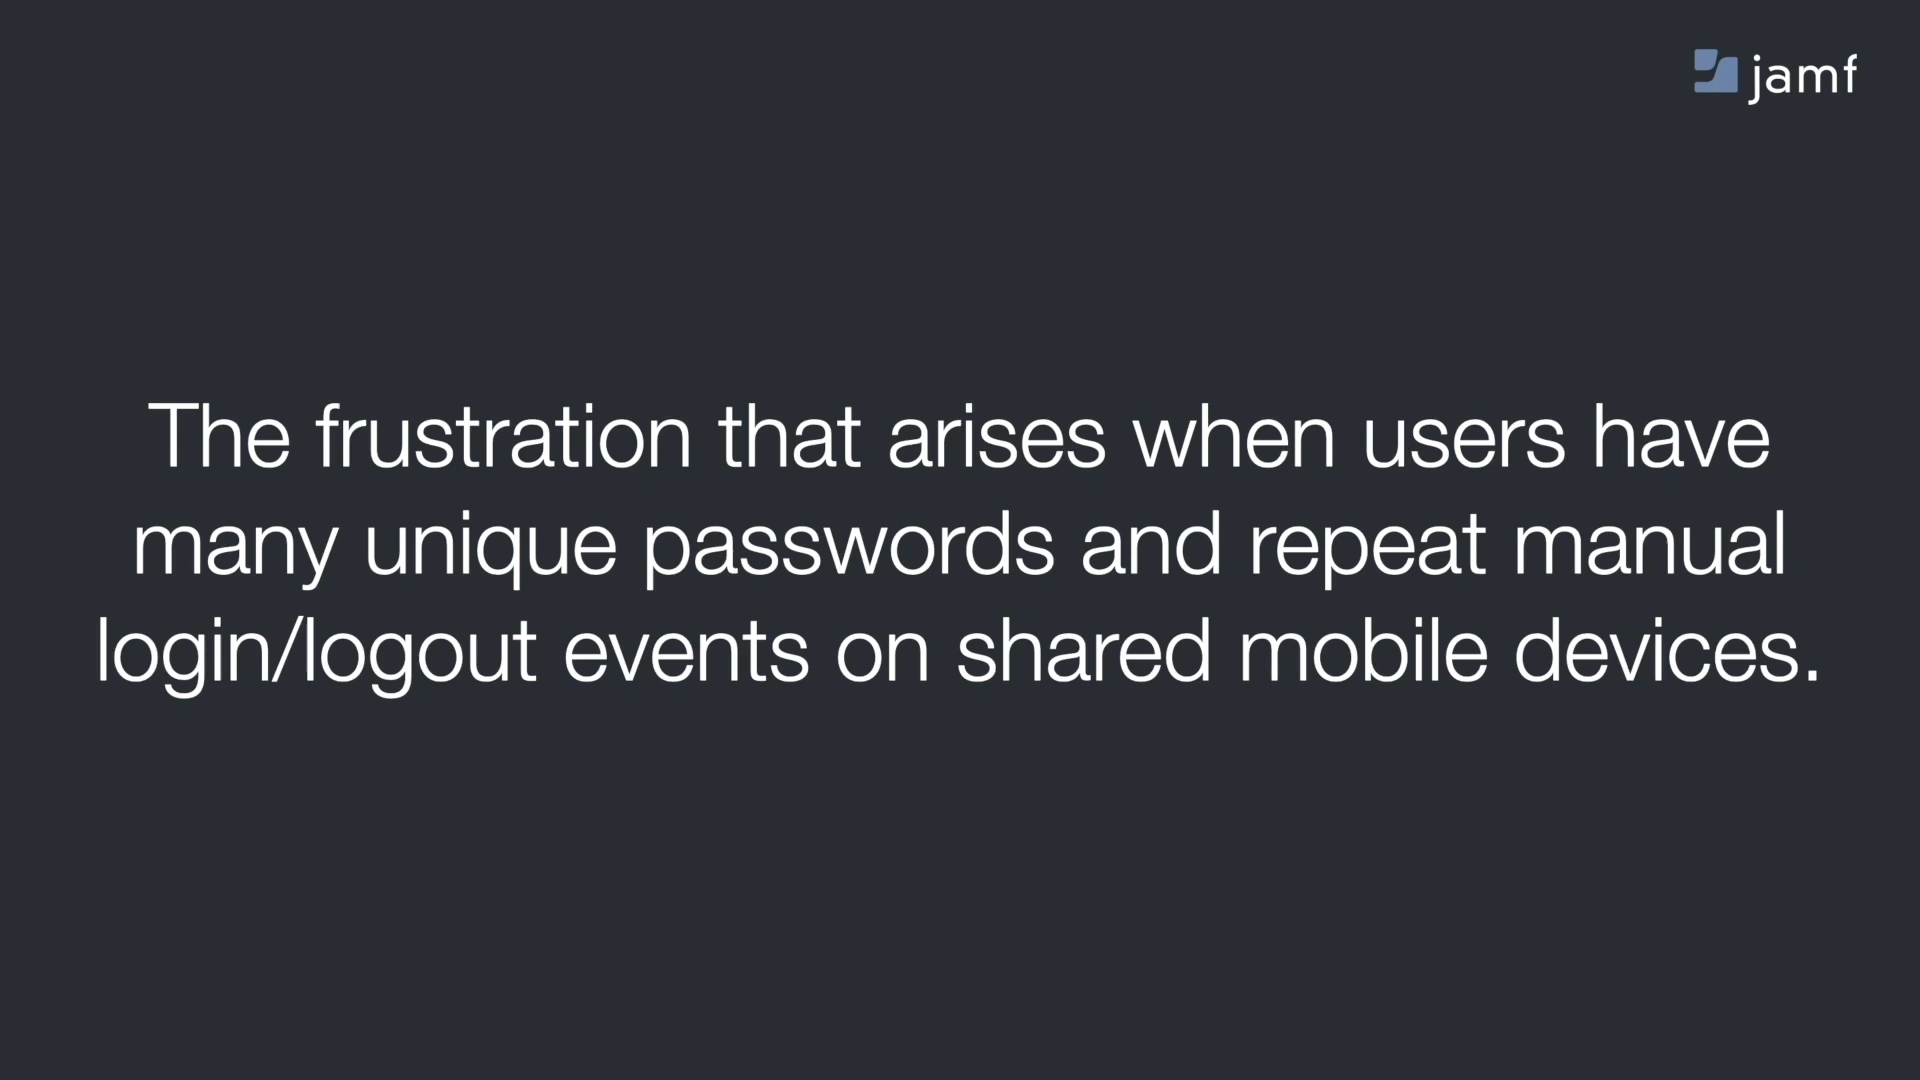 jamf
The frustration that arises when users have
many unique passwords and repeat manual
login/logout events on shared mobile devices.